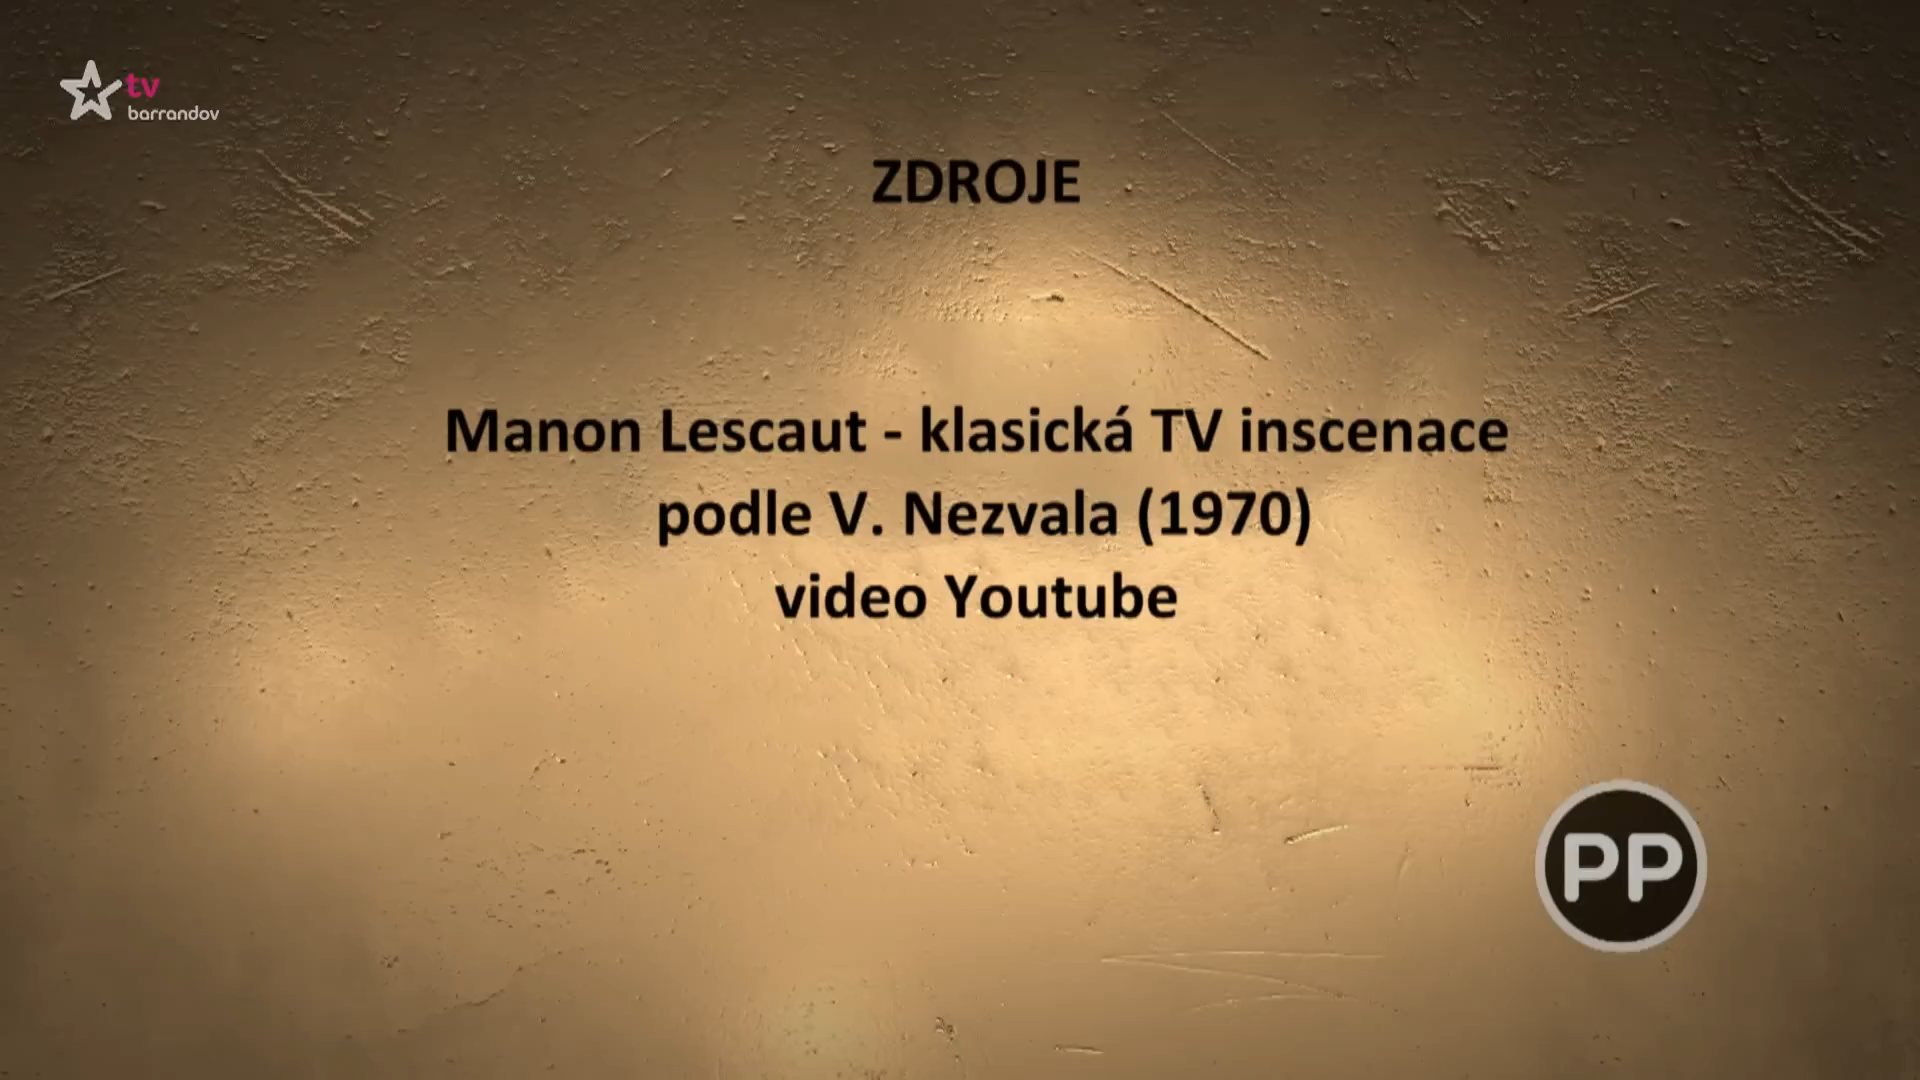 tv
barrandov
ZDROJE
Manon Lescaut - klasická TV inscenace
podle V. Nezvala (1970)
video Youtube
PP